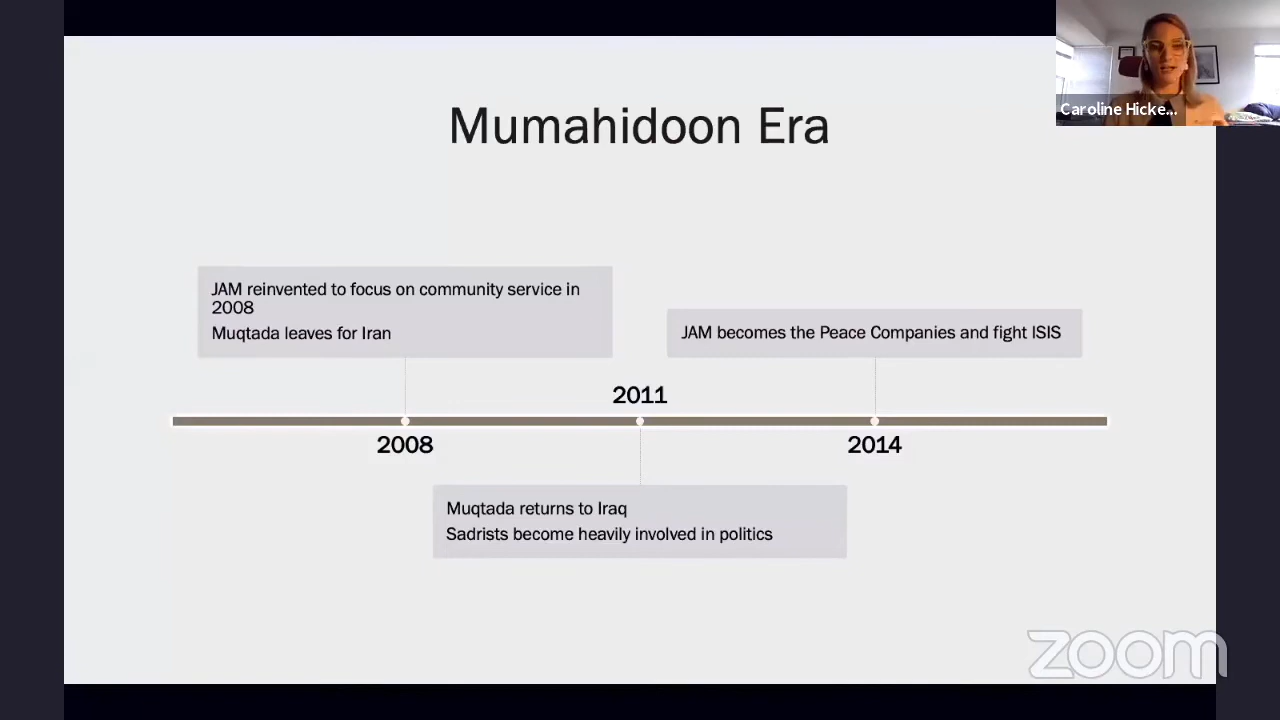 Mumahidoon Era
Caroline Hicke...
JAM reinvented to focus on community service in
2008
Muqtada leaves for Iran
JAM becomes the Peace Companies and fight ISIS
2011
2008
2014
Muqtada returns to Iraq
Sadrists become heavily involved in politics
zoom